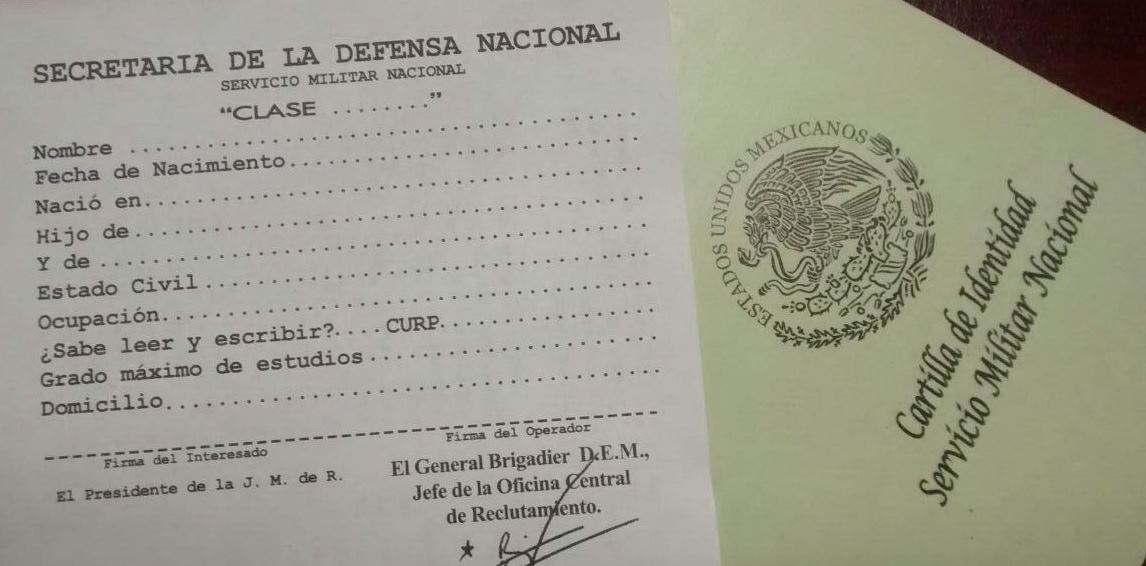 SECRETARIA DE LA DEFENSA NACIONAL
SERVICIO MILITAR NACIONAL
“CLASE ........”
Nombre ........................................
Fecha de Nacimiento............................
Nació en.......................................
Hijo de........................................
Y de ..........................................
Estado Civil...................................
Ocupación......................................
¿Sabe leer y escribir?....CURP.................
Grado máximo de estudios.......................
Domicilio......................................
Firma del Interesado
Firma del Operador
El Presidente de la J. M. de R.
El General Brigadier D.E.M.,
Jefe de la Oficina Central
de Reclutamiento.
ESTADOS UNIDOS MEXICANOS
Cartilla de Identidad
Servicio Militar Nacional